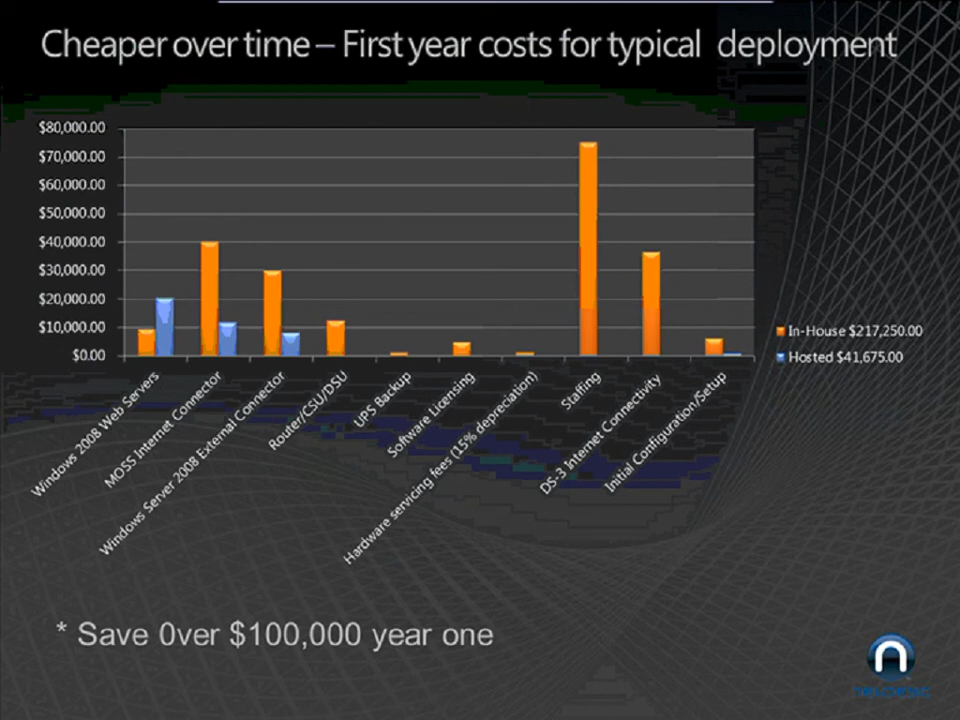 Cheaper over time – First year costs for typical deployment
$80,000.00
$70,000.00
$60,000.00
$50,000.00
$40,000.00
$30,000.00
$20,000.00
$10,000.00
$0.00
Windows 2008 Web Servers
MOSS Internet Connector
Windows Server 2008 External Connector
Router/CSU/DSU
UPS Backup
Software Licensing
Hardware servicing fees (15% depreciation)
Staffing
DS-3 Internet Connectivity
Initial Configuration/Setup
In-House $217,250.00
Hosted $41,675.00
* Save 0ver $100,000 year one